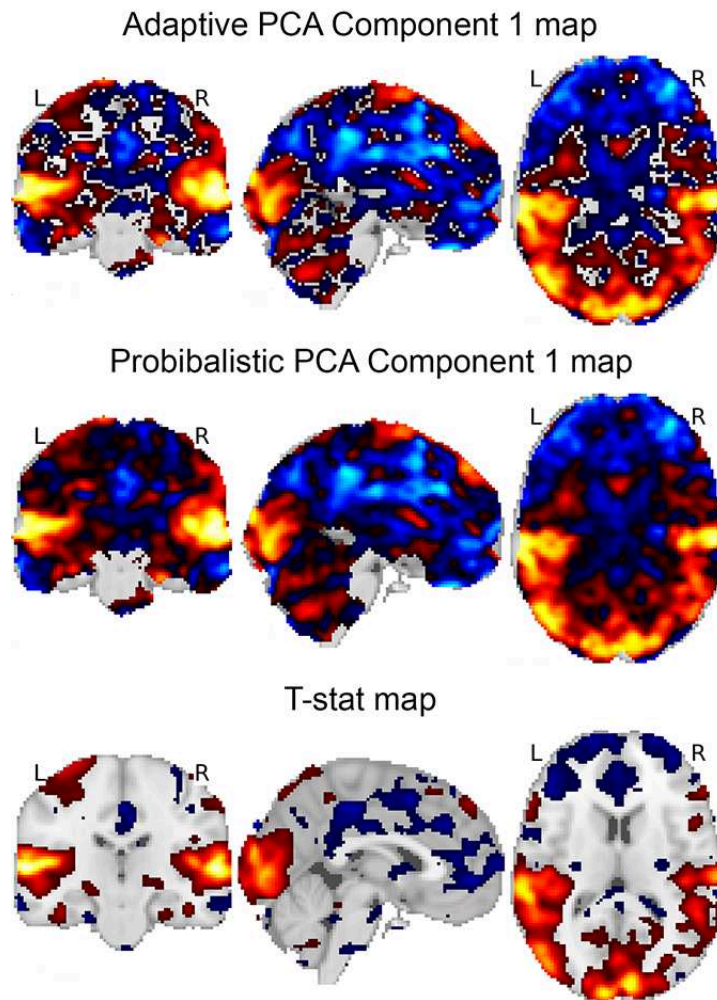 Adaptive PCA Component 1 map
L R L R
Probibalistic PCA Component 1 map
L R L R
T-stat map
L R L R